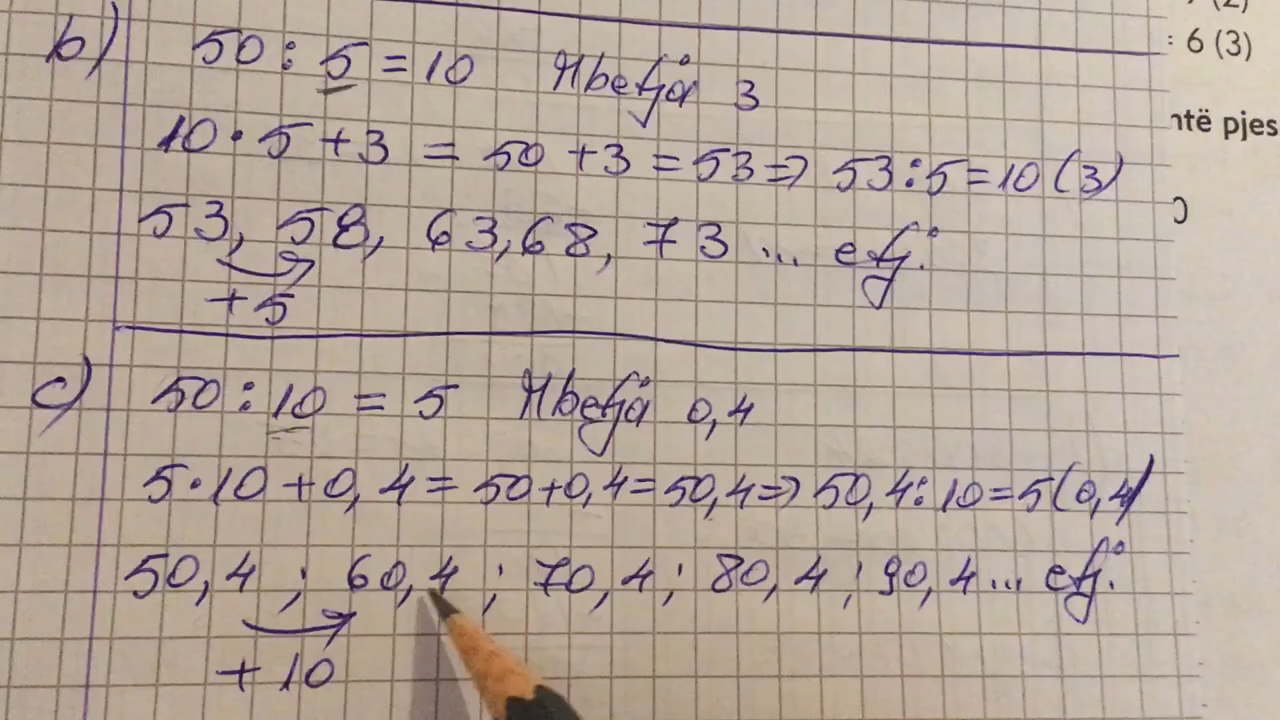 7 (2)
: 6 (3)
ntë pjes
b) 50 : 5 = 10 Mbetja 3
10 · 5 + 3 = 50 + 3 = 53 => 53 : 5 = 10 (3)
53, 58, 63, 68, 73 ... etj.
+5
c) 50 : 10 = 5 Mbetja 0,4
5 · 10 + 0,4 = 50 + 0,4 = 50,4 => 50,4 : 10 = 5 (0,4)
50,4 ; 60,4 ; 70,4 ; 80,4 ; 90,4 ... etj.
+10